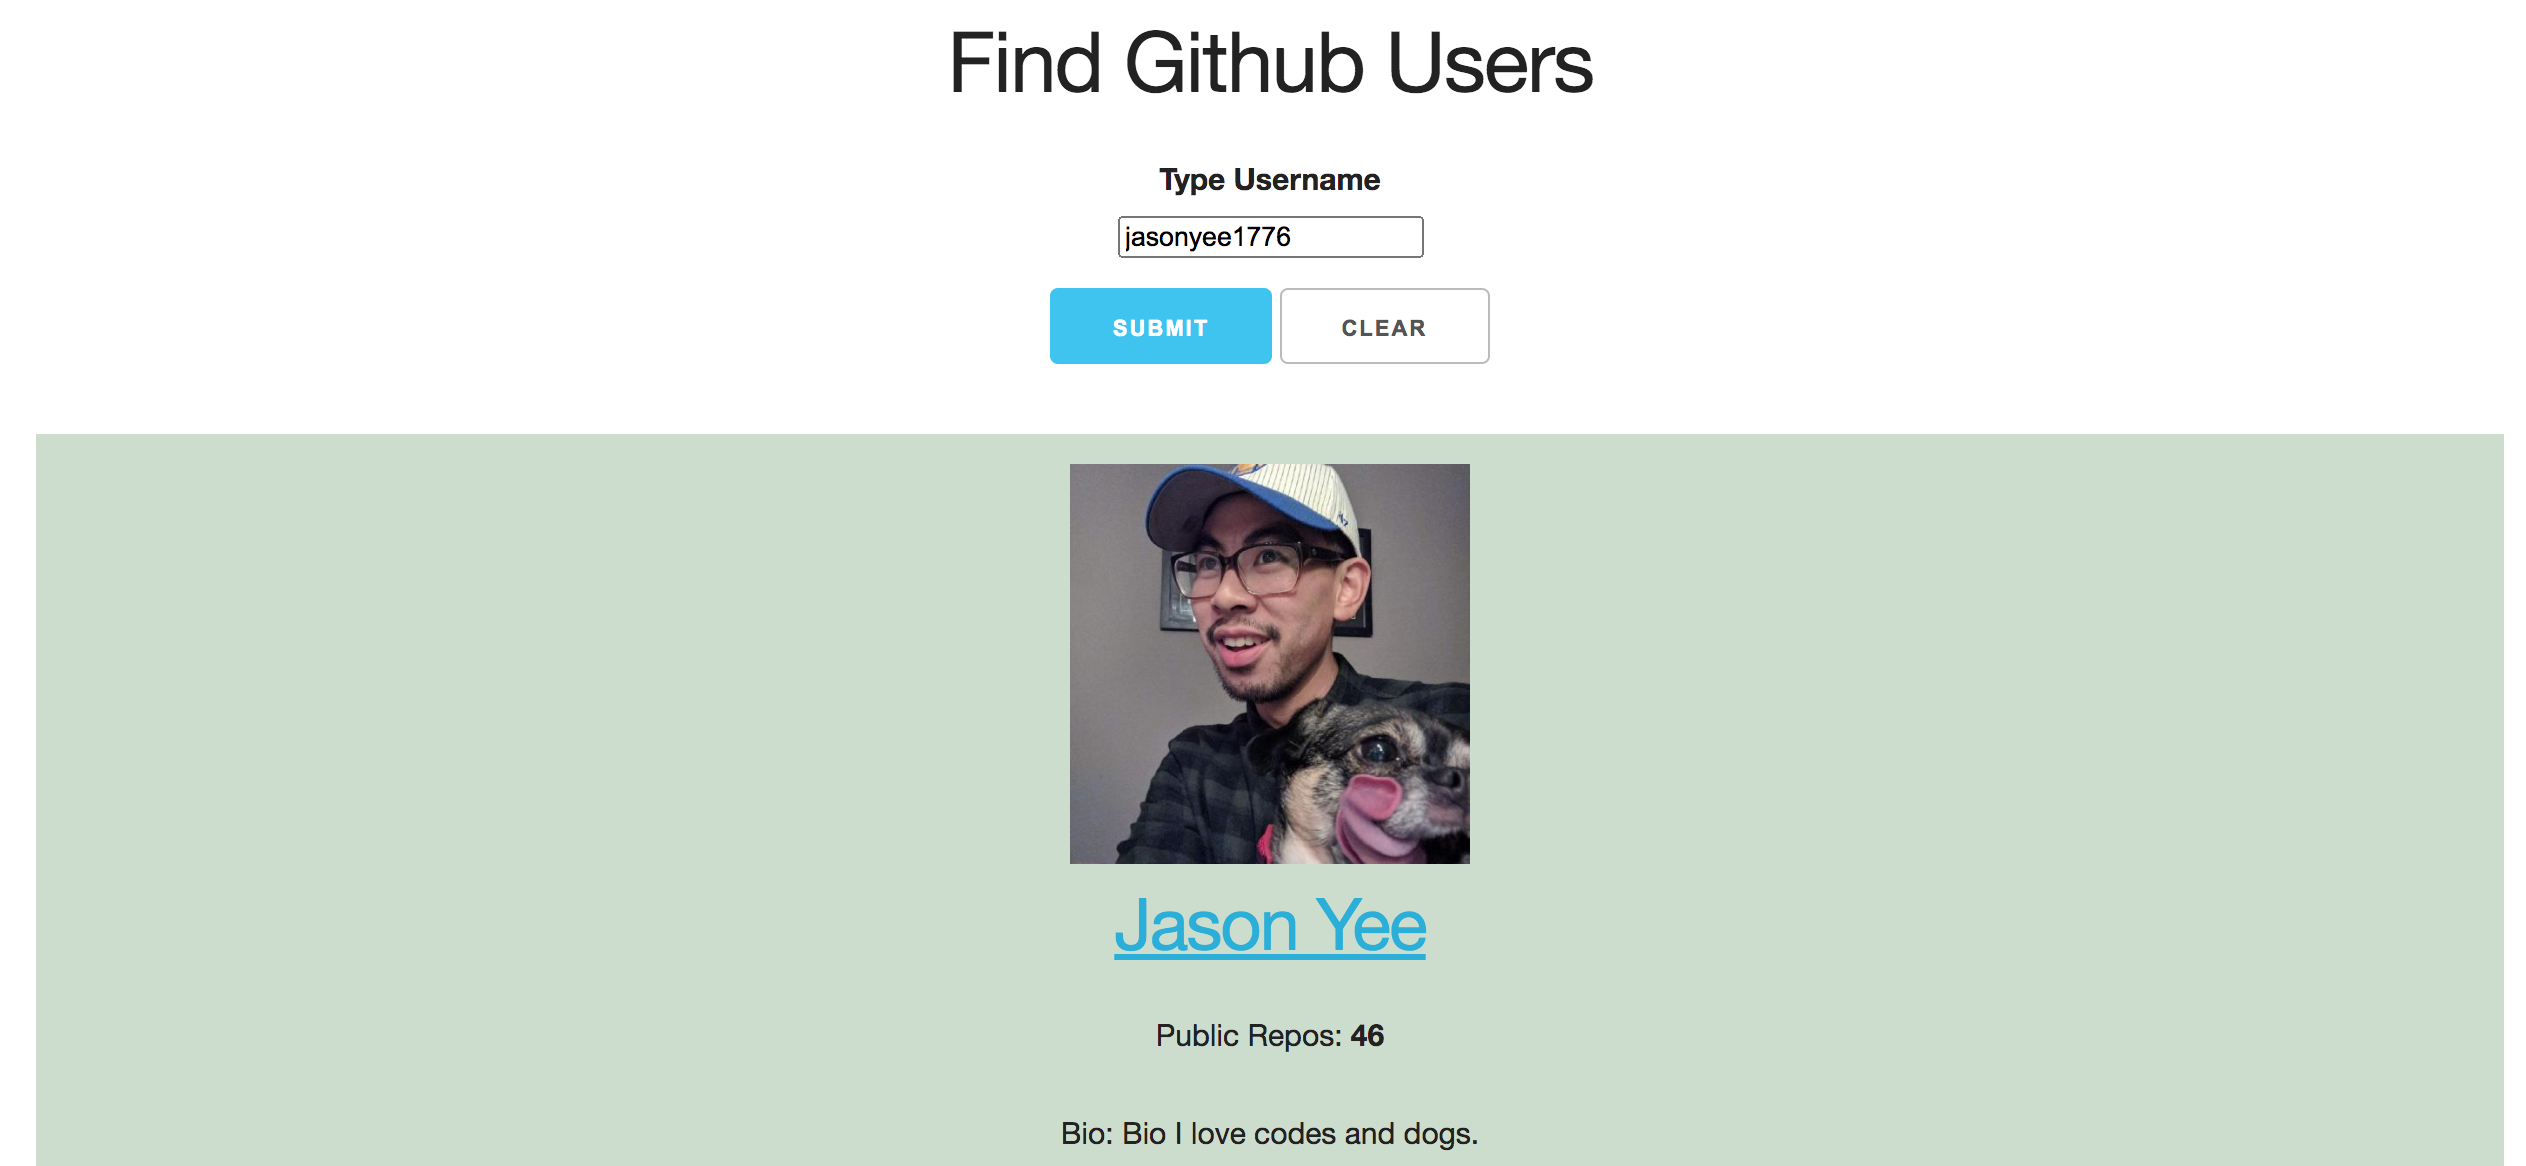 Find Github Users
Type Username
jasonyee1776
SUBMIT CLEAR
Jason Yee
Public Repos: 46
Bio: Bio I love codes and dogs.